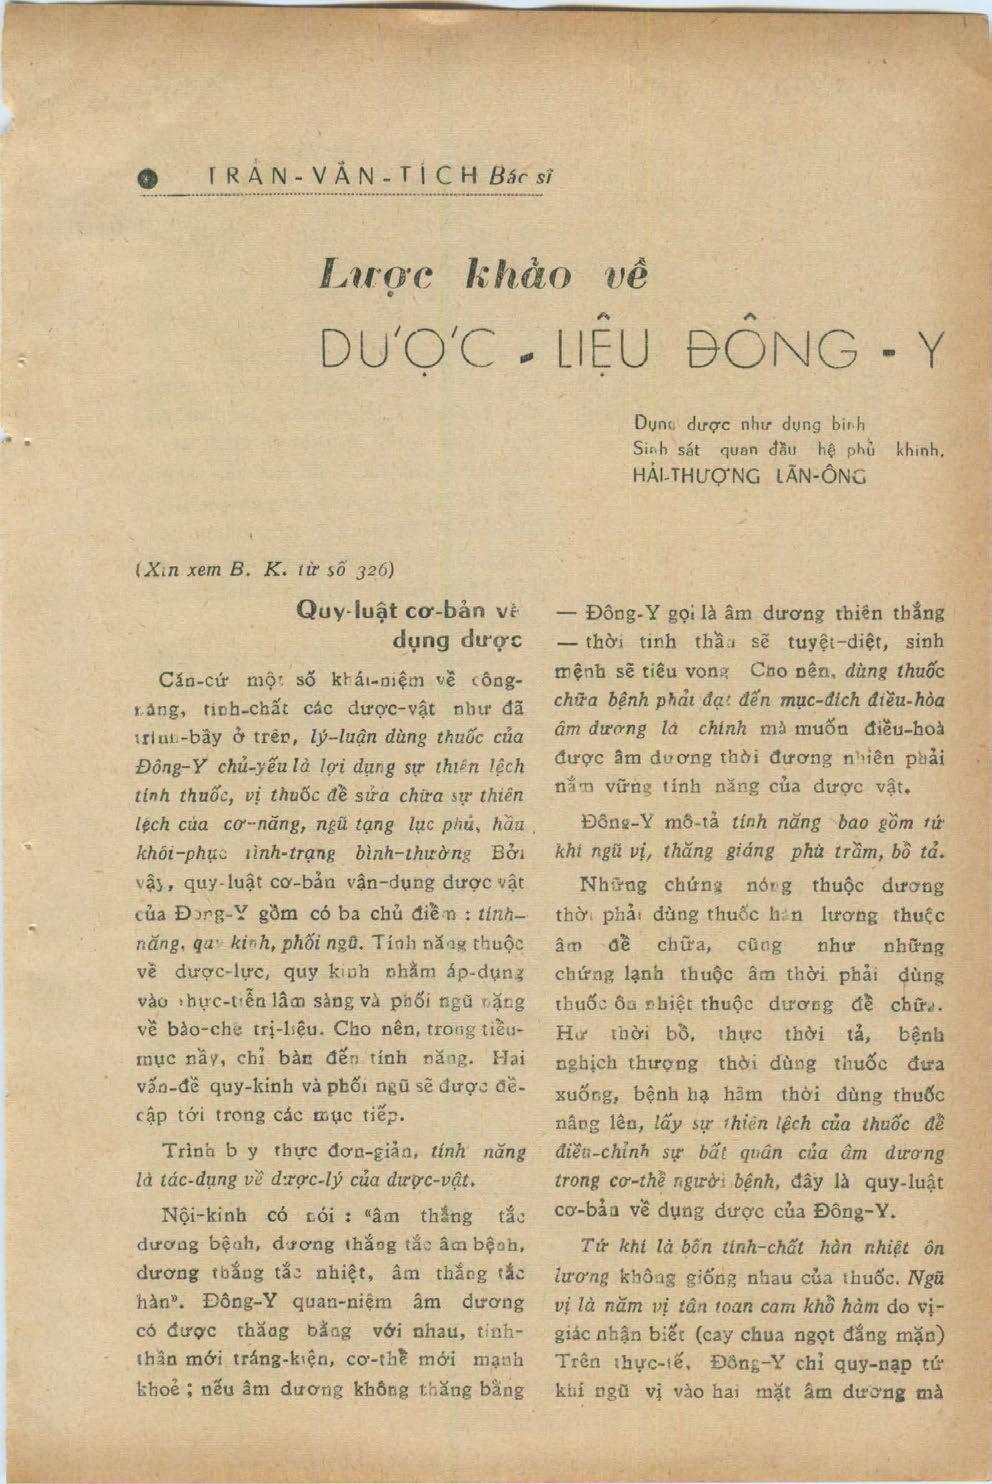 TRẦN-VĂN-TÍCH Bác sĩ
Lược khảo về
DƯỢC - LIỆU ĐÔNG - Y
Dụng dược như dụng binh
Sinh sát quan đầu hệ phủ khinh.
HẢI-THƯỢNG LÃN-ÔNG
(Xin xem B. K. từ số 326)
Quy-luật cơ-bản về
dụng dược
Căn-cứ một số khái-niệm về công-
năng, tính-chất các dược-vật như đã
trình-bầy ở trên, lý-luận dùng thuốc của
Đông-Y chủ-yếu là lợi dụng sự thiên lệch
tính thuốc, vị thuốc để sửa chữa sự thiên
lệch của cơ-năng, ngũ tạng lục phủ, hầu
khôi-phục tình-trạng bình-thường Bởi
vậy, quy-luật cơ-bản vận-dụng dược vật
của Đông-Y gồm có ba chủ điểm : tính-
năng, quy kinh, phối ngũ. Tính năng thuộc
về dược-lực, quy kinh nhằm áp-dụng
vào thực-tiễn lâm sàng và phối ngũ nặng
về bào-chế trị-liệu. Cho nên, trong tiểu-
mục nầy, chỉ bàn đến tính năng. Hai
vấn-đề quy-kinh và phối ngũ sẽ được đề-
cập tới trong các mục tiếp.
Trình b y thực đơn-giản, tính năng
là tác-dụng về dược-lý của dược-vật.
Nội-kinh có nói : “âm thắng tắc
dương bệnh, dương thắng tắc âm bệnh,
dương thắng tắc nhiệt, âm thắng tắc
hàn”. Đông-Y quan-niệm âm dương
có được thăng bằng với nhau, tinh-
thần mới tráng-kiện, cơ-thể mới mạnh
khoẻ ; nếu âm dương không thăng bằng
— Đông-Y gọi là âm dương thiên thắng
— thời tinh thần sẽ tuyệt-diệt, sinh
mệnh sẽ tiêu vong Cho nên, dùng thuốc
chữa bệnh phải đạt đến mục-đích điều-hòa
âm dương là chính mà muốn điều-hoà
được âm dương thời đương nhiên phải
nắm vững tính năng của dược vật.
Đông-Y mô-tả tính năng bao gồm tứ
khí ngũ vị, thăng giáng phù trầm, bổ tả.
Những chứng nóng thuộc dương
thời phải dùng thuốc hàn lương thuộc
âm để chữa, cũng như những
chứng lạnh thuộc âm thời phải dùng
thuốc ôn nhiệt thuộc dương để chữa.
Hư thời bổ, thực thời tả, bệnh
nghịch thượng thời dùng thuốc đưa
xuống, bệnh hạ hãm thời dùng thuốc
nâng lên, lấy sự thiên lệch của thuốc để
điều-chỉnh sự bất quân của âm dương
trong cơ-thể người bệnh, đây là quy-luật
cơ-bản về dụng dược của Đông-Y.
Tứ khí là bốn tính-chất hàn nhiệt ôn
lương không giống nhau của thuốc. Ngũ
vị là năm vị tân toan cam khổ hàm do vị-
giác nhận biết (cay chua ngọt đắng mặn)
Trên thực-tế, Đông-Y chỉ quy-nạp tứ
khí ngũ vị vào hai mặt âm dương mà